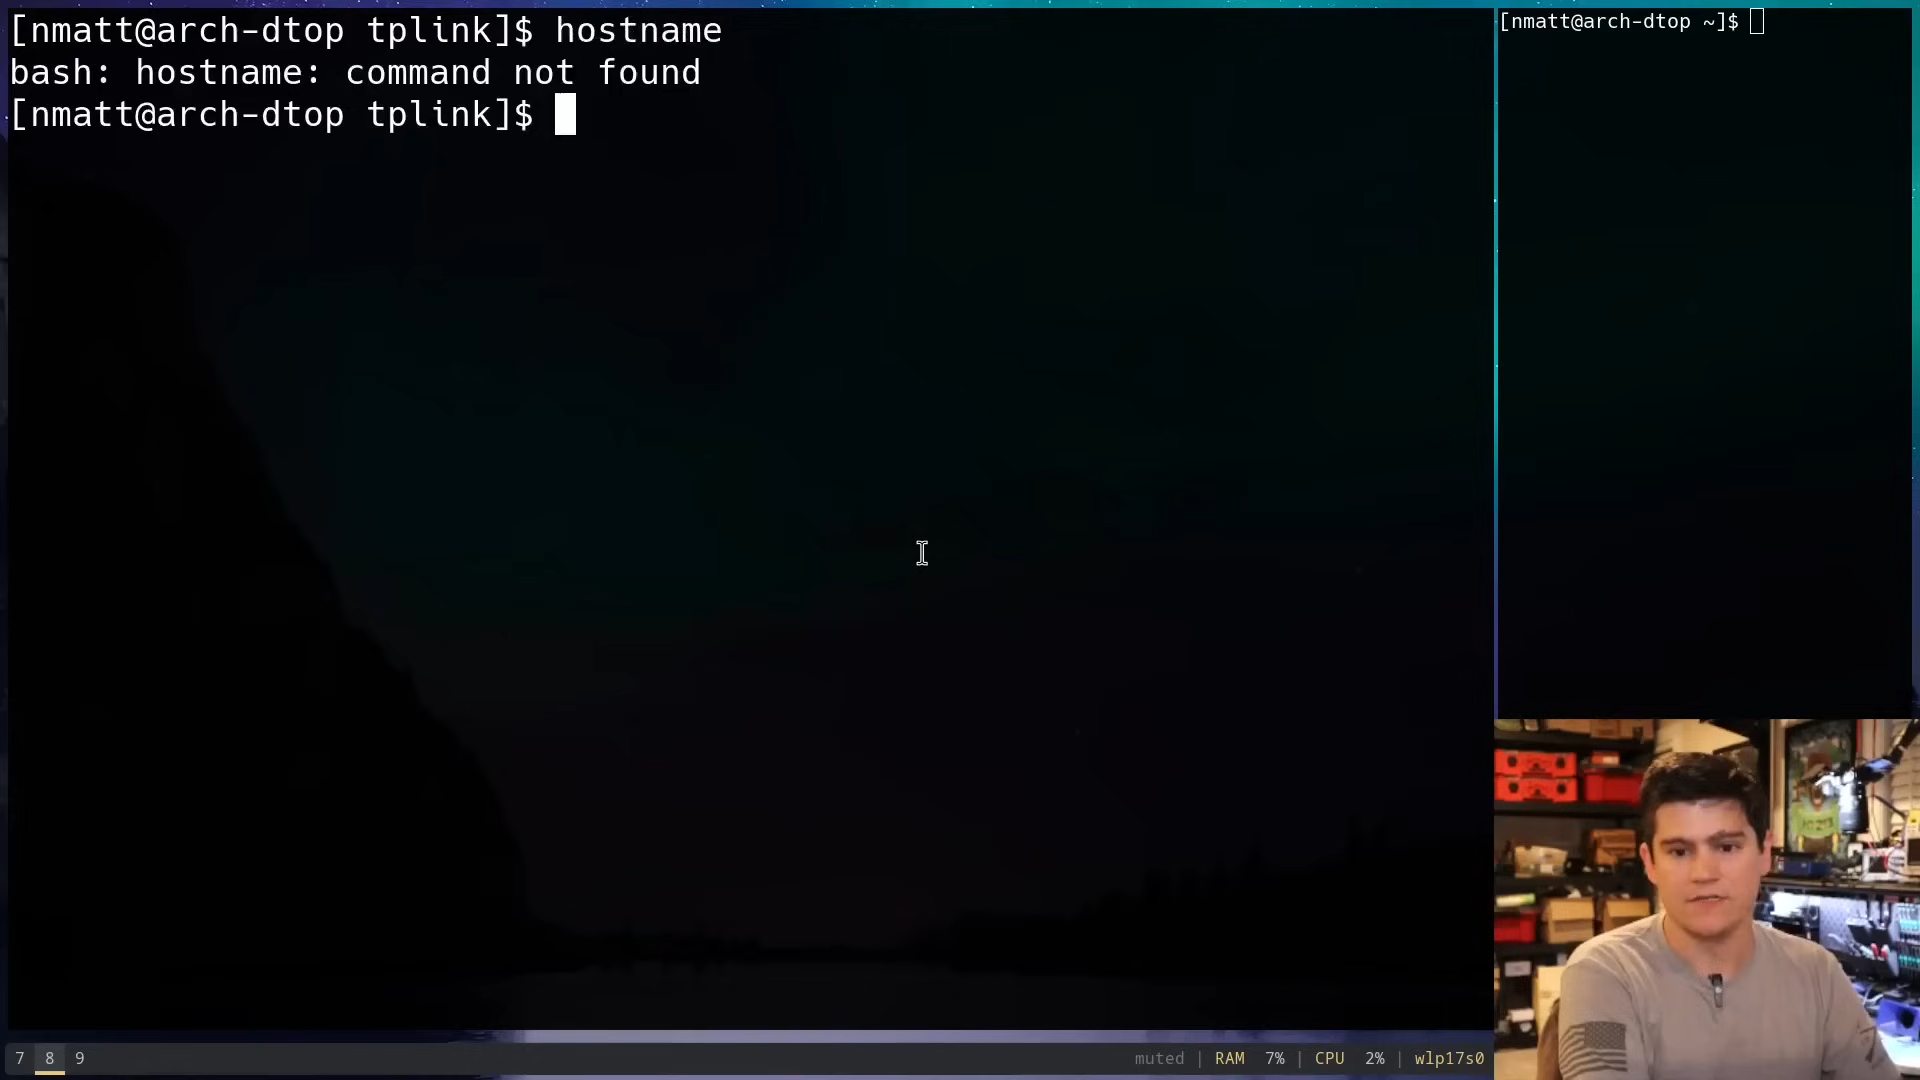 [nmatt@arch-dtop tplink]$ hostname
bash: hostname: command not found
[nmatt@arch-dtop tplink]$
[nmatt@arch-dtop ~]$
7 8 9
muted | RAM 7% | CPU 2% | wlp17s0